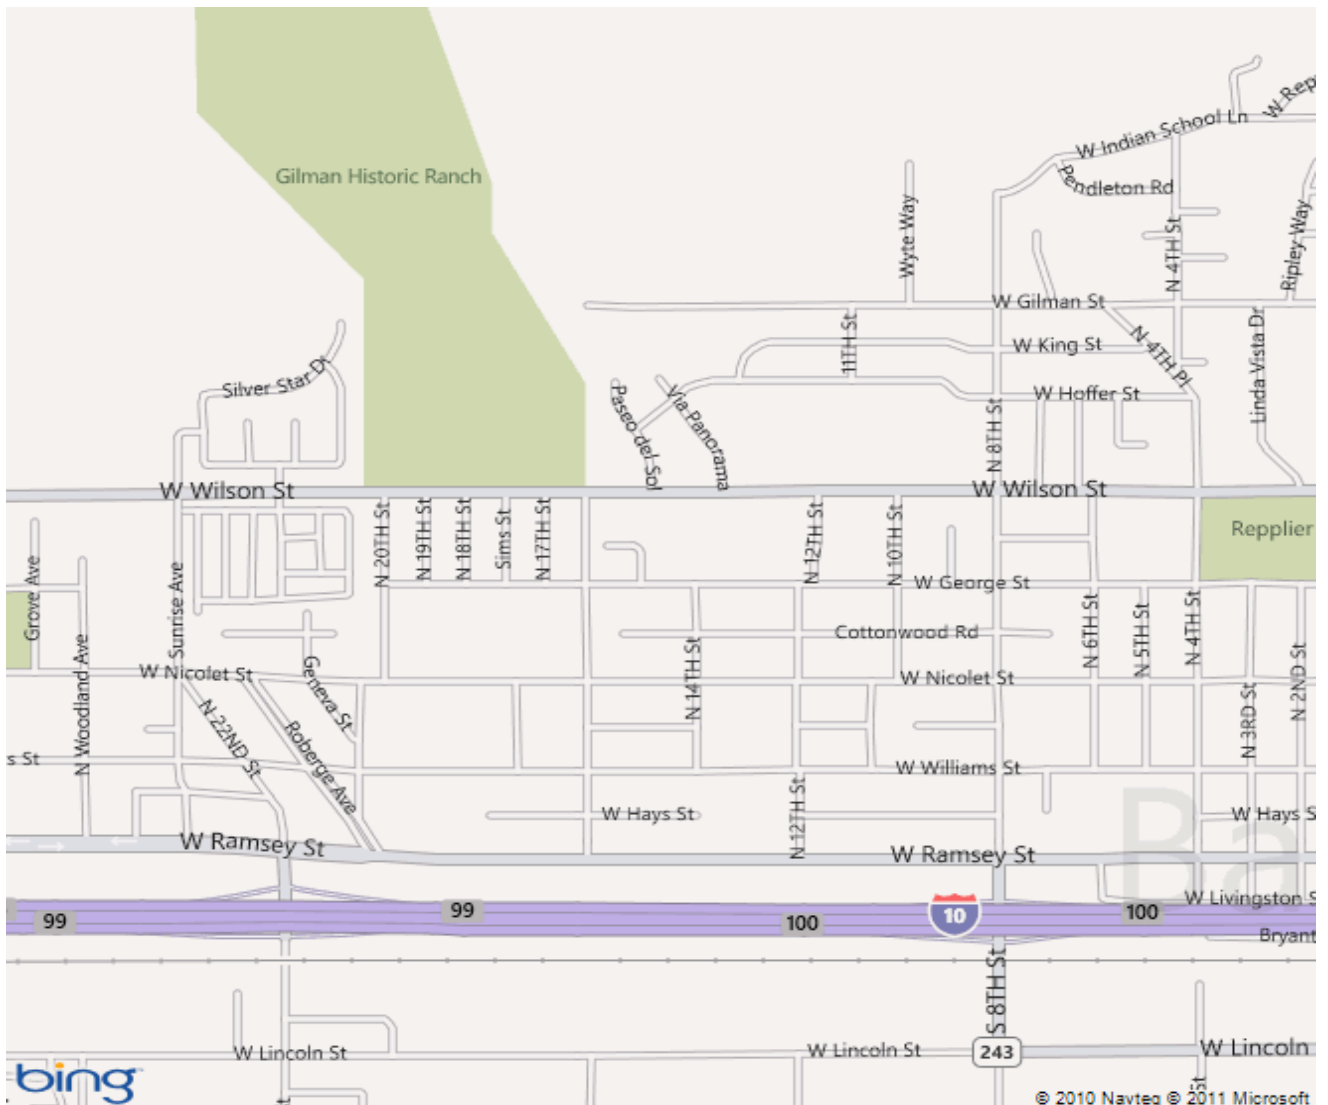 W Rep
W Indian School Ln
Pendleton Rd
Gilman Historic Ranch
Wyte Way
N 4TH St
Ripley Way
W Gilman St
11TH St
W King St
N 4TH Pl
Linda Vista Dr
Silver Star Dr
W Hoffer St
Paseo del Sol
Via Panorama
N 8TH St
W Wilson St
W Wilson St
N 20TH St
N 19TH St
N 18TH St
Sims St
N 17TH St
N 12TH St
N 10TH St
Repplier
Grove Ave
Sunrise Ave
W George St
N 6TH St
N 5TH St
N 4TH St
Cottonwood Rd
N Woodland Ave
W Nicolet St
Geneva St
N 14TH St
W Nicolet St
N 3RD St
N 2ND St
N 22ND St
Roberge Ave
s St
W Williams St
W Hays St
N 12TH St
W Hays S
Ba
W Ramsey St
W Ramsey St
W Livingston S
99
99
100
10
100
Bryant
S 8TH St
W Lincoln St
W Lincoln St
243
W Lincoln
St
bing
© 2010 Navteq © 2011 Microsoft